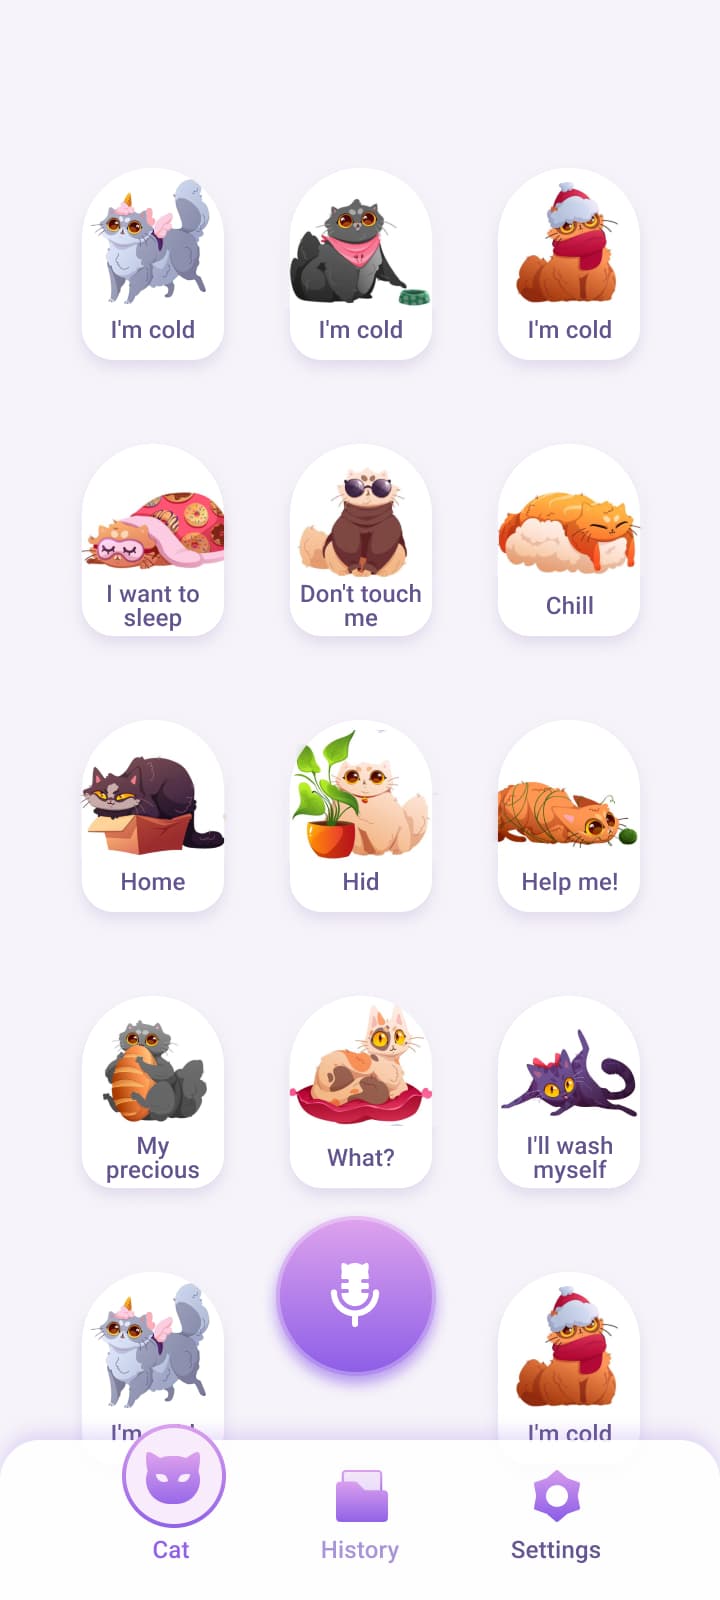 I'm cold
I'm cold
I'm cold
I want to
sleep
Don't touch
me
Chill
Home
Hid
Help me!
My
precious
What?
I'll wash
myself
I'm
I'm cold
Cat
History
Settings